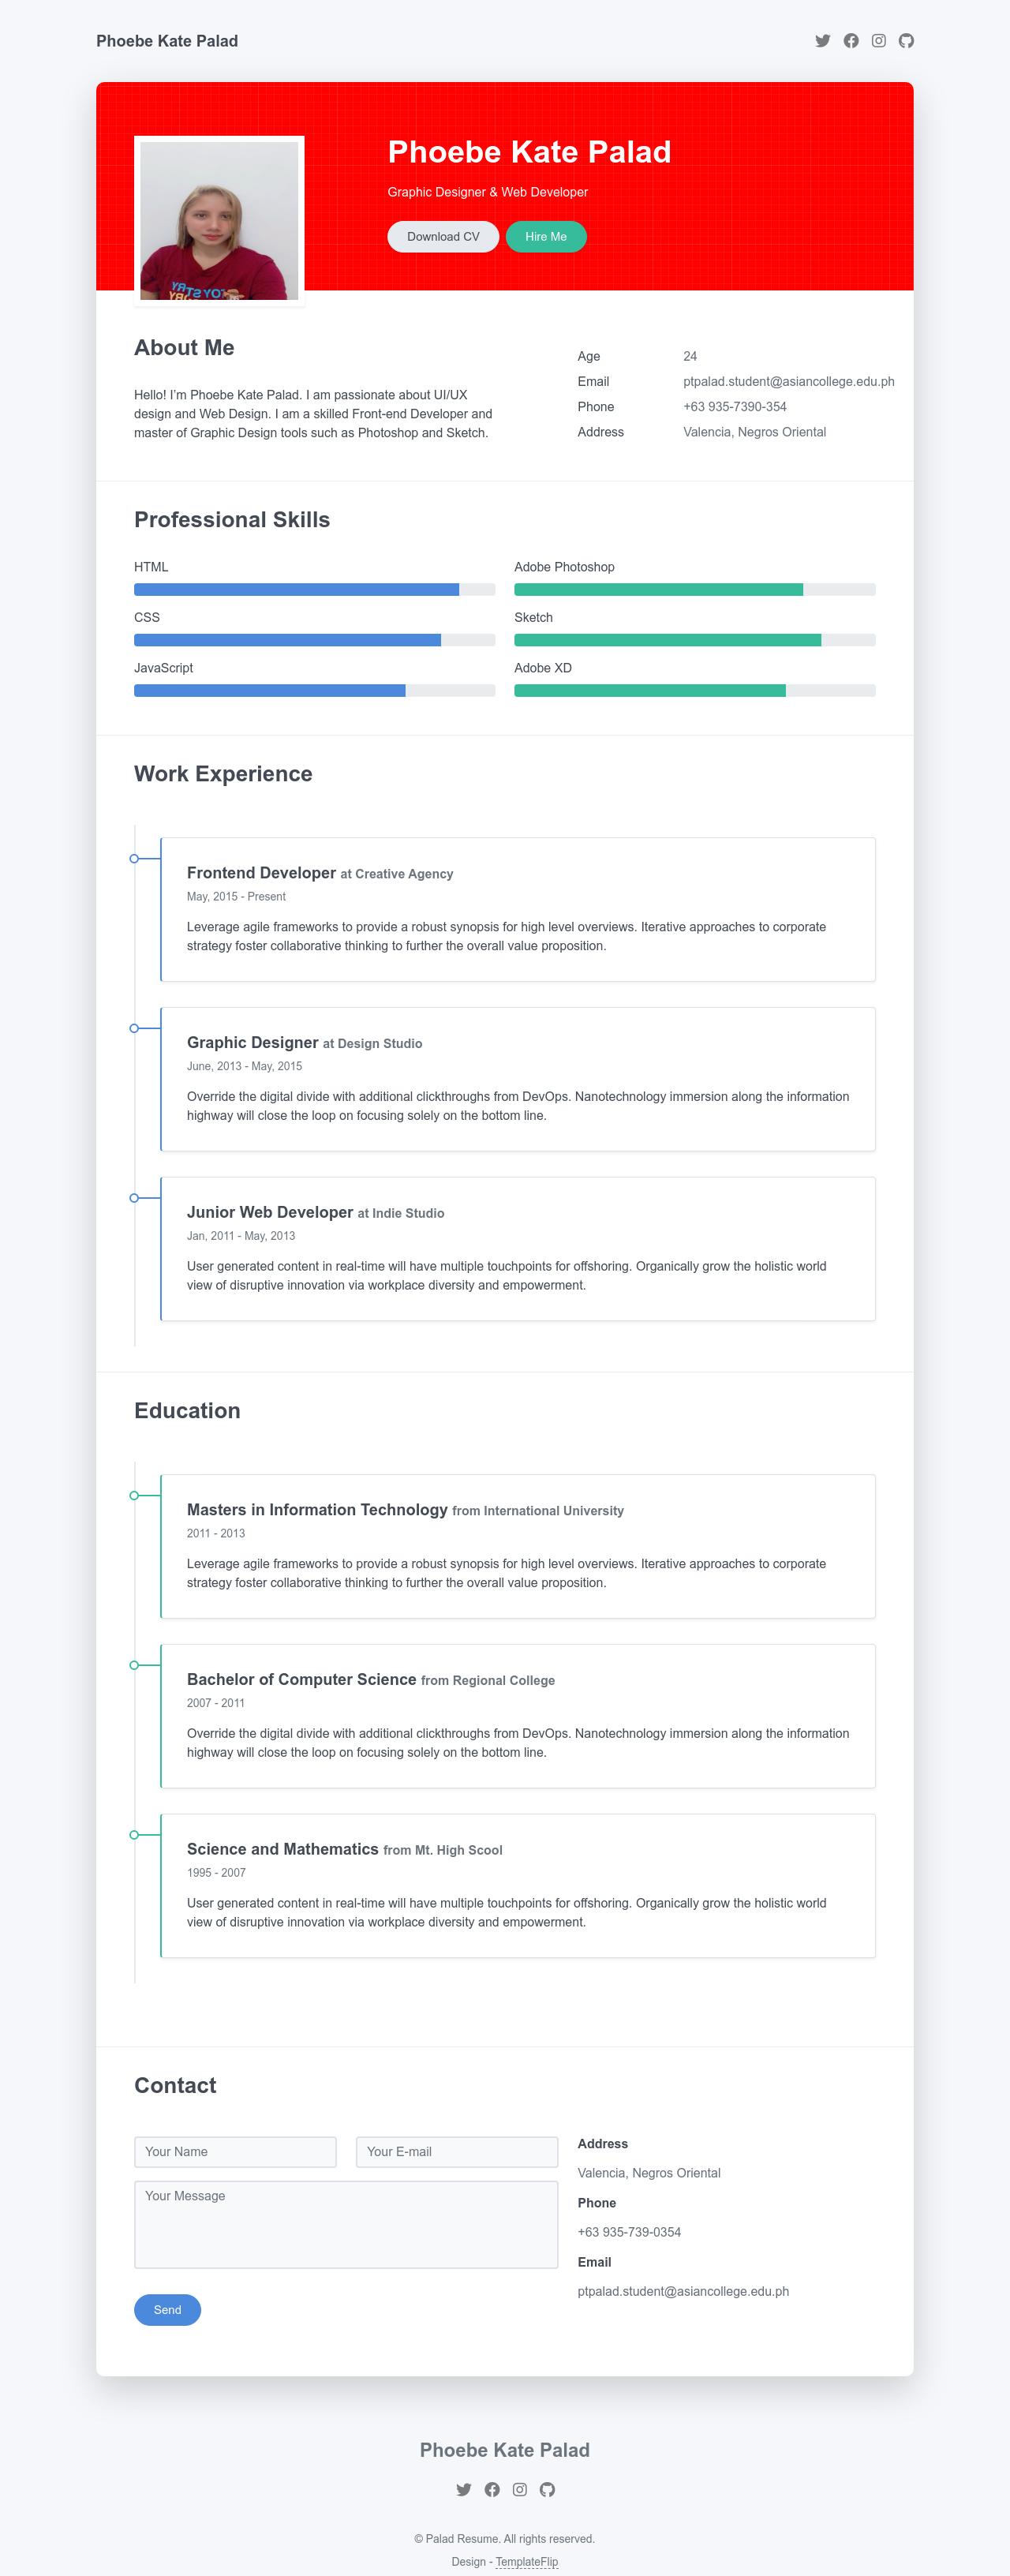 Phoebe Kate Palad
Phoebe Kate Palad
Graphic Designer & Web Developer
Download CV
Hire Me
About Me
Hello! I'm Phoebe Kate Palad. I am passionate about UI/UX
design and Web Design. I am a skilled Front-end Developer and
master of Graphic Design tools such as Photoshop and Sketch.
Age 24
Email ptpalad.student@asiancollege.edu.ph
Phone +63 935-7390-354
Address Valencia, Negros Oriental
Professional Skills
HTML
CSS
JavaScript
Adobe Photoshop
Sketch
Adobe XD
Work Experience
Frontend Developer at Creative Agency
May, 2015 - Present
Leverage agile frameworks to provide a robust synopsis for high level overviews. Iterative approaches to corporate
strategy foster collaborative thinking to further the overall value proposition.
Graphic Designer at Design Studio
June, 2013 - May, 2015
Override the digital divide with additional clickthroughs from DevOps. Nanotechnology immersion along the information
highway will close the loop on focusing solely on the bottom line.
Junior Web Developer at Indie Studio
Jan, 2011 - May, 2013
User generated content in real-time will have multiple touchpoints for offshoring. Organically grow the holistic world
view of disruptive innovation via workplace diversity and empowerment.
Education
Masters in Information Technology from International University
2011 - 2013
Leverage agile frameworks to provide a robust synopsis for high level overviews. Iterative approaches to corporate
strategy foster collaborative thinking to further the overall value proposition.
Bachelor of Computer Science from Regional College
2007 - 2011
Override the digital divide with additional clickthroughs from DevOps. Nanotechnology immersion along the information
highway will close the loop on focusing solely on the bottom line.
Science and Mathematics from Mt. High Scool
1995 - 2007
User generated content in real-time will have multiple touchpoints for offshoring. Organically grow the holistic world
view of disruptive innovation via workplace diversity and empowerment.
Contact
Your Name
Your E-mail
Your Message
Send
Address
Valencia, Negros Oriental
Phone
+63 935-739-0354
Email
ptpalad.student@asiancollege.edu.ph
Phoebe Kate Palad
© Palad Resume. All rights reserved.
Design - TemplateFlip